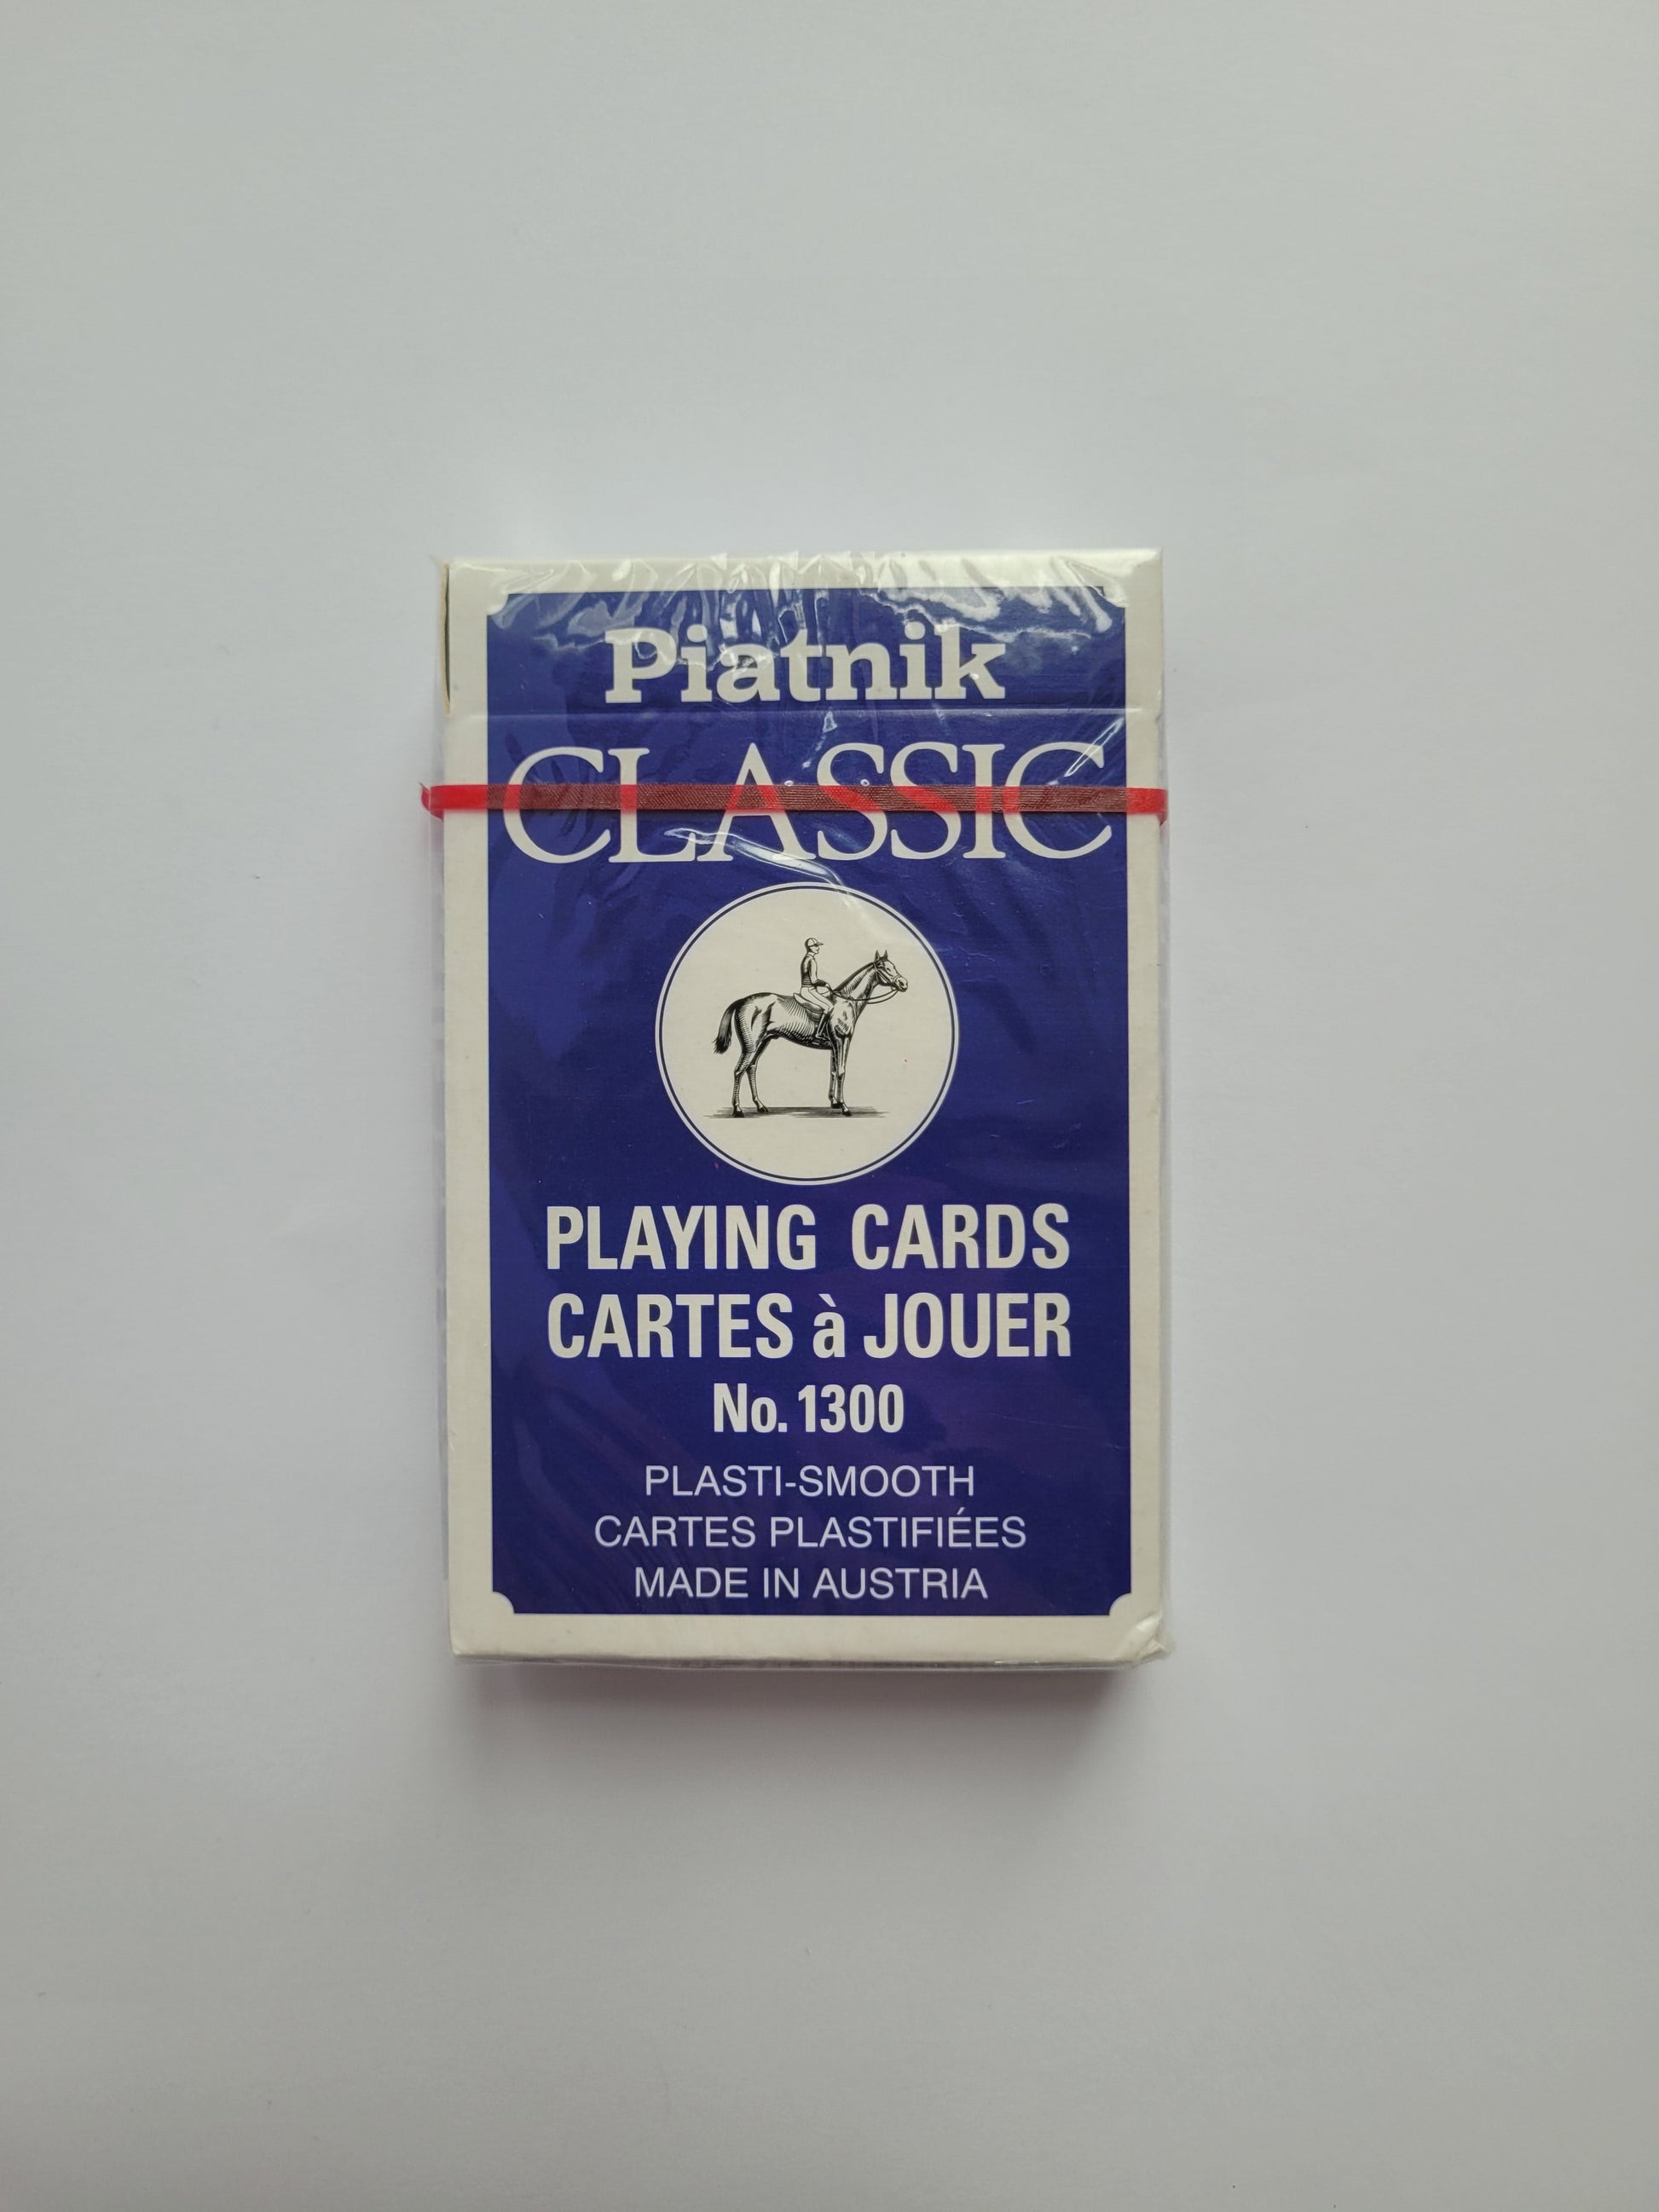 Piatnik
CLASSIC
PLAYING CARDS
CARTES à JOUER
No. 1300
PLASTI-SMOOTH
CARTES PLASTIFIÉES
MADE IN AUSTRIA